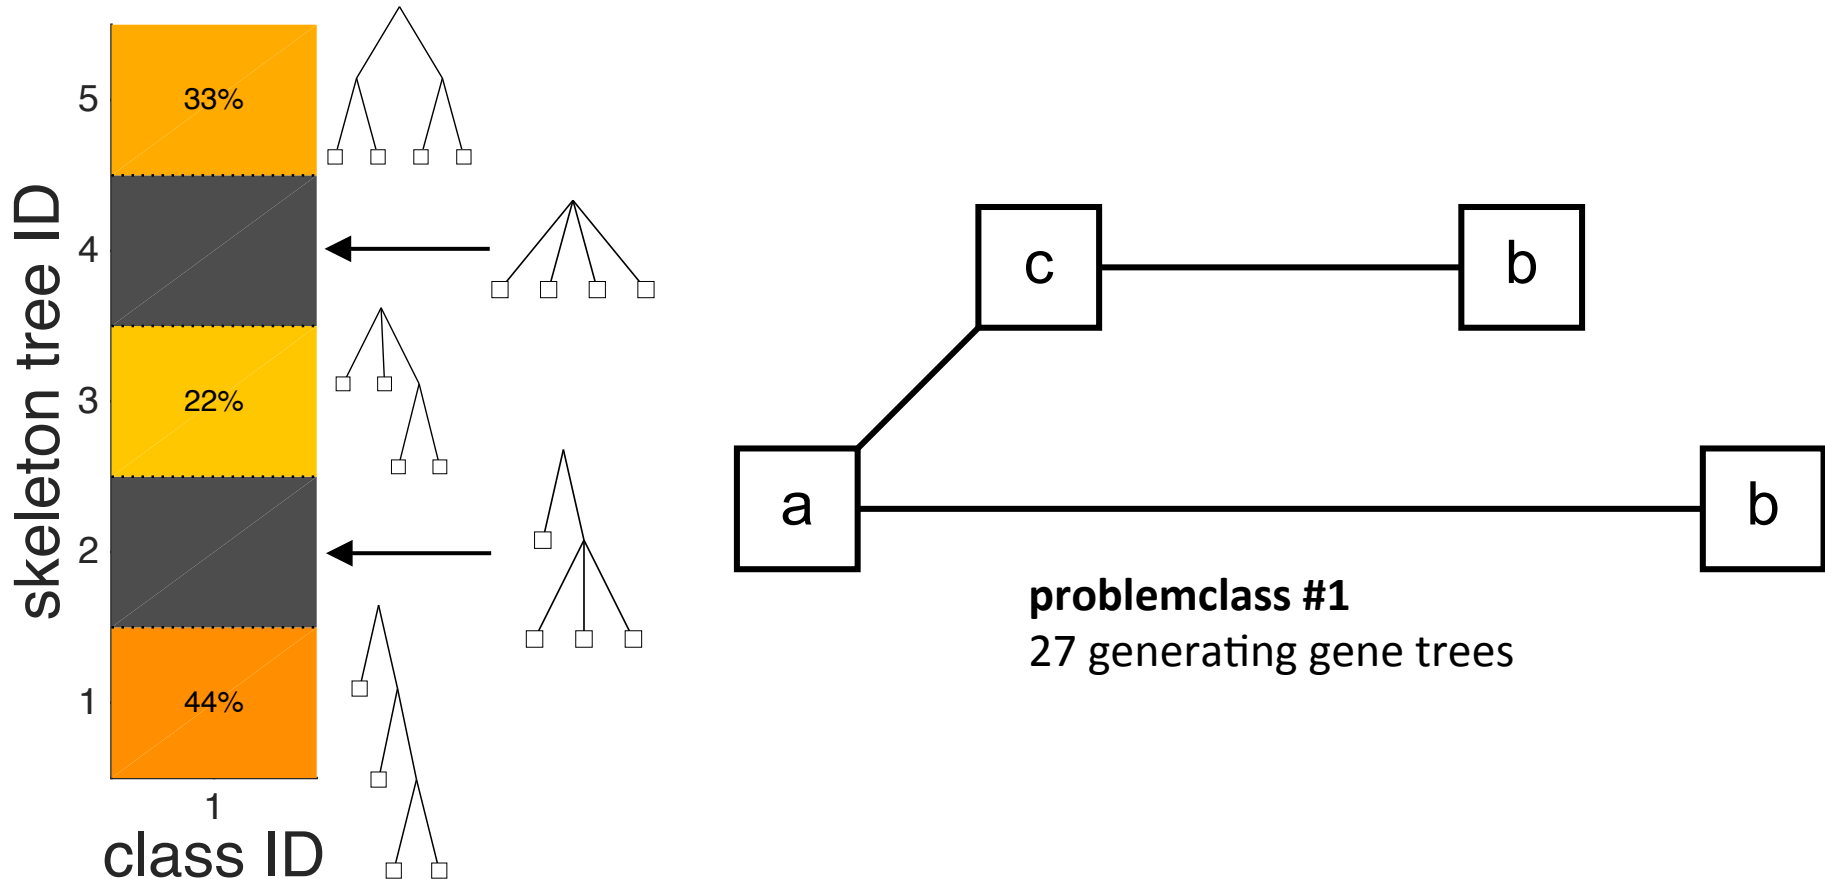 skeleton tree ID
5
33%
4
3
22%
2
1
44%
1
class ID
c
b
a
b
problemclass #1
27 generating gene trees